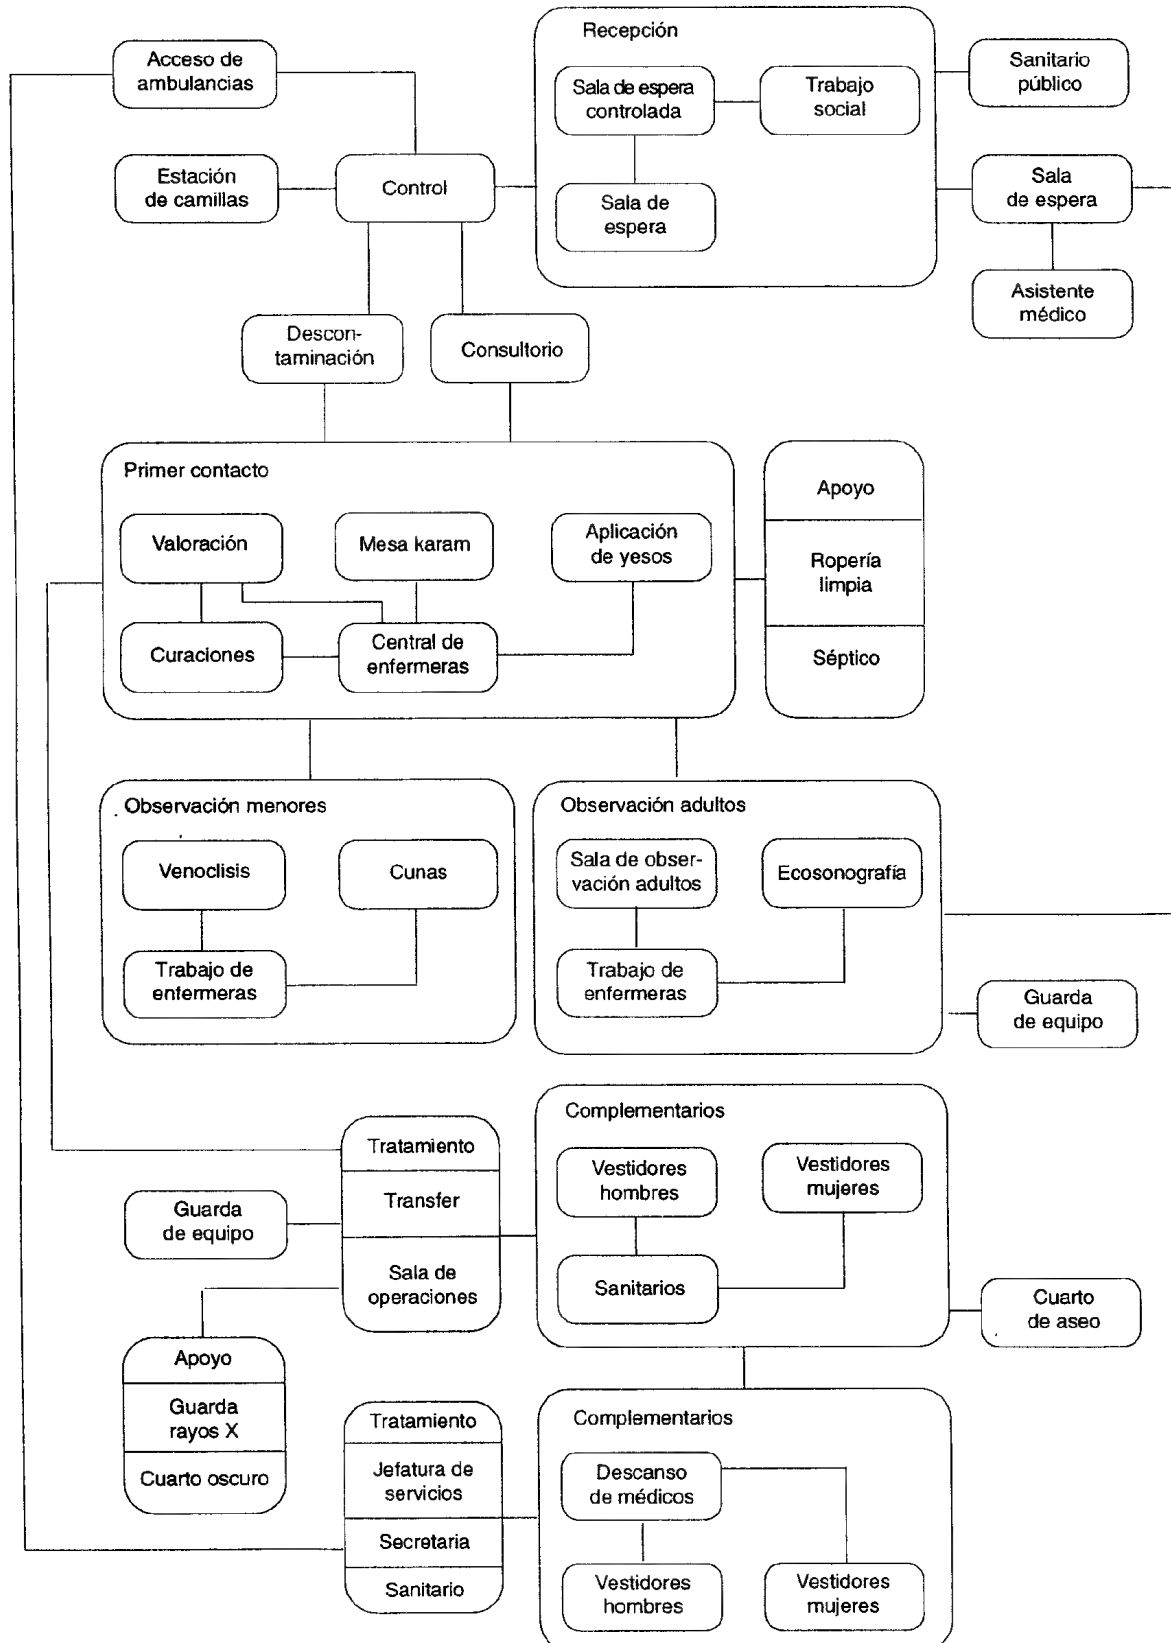 Recepción
Acceso de
ambulancias
Sala de espera
controlada
Trabajo
social
Sanitario
público
Estación
de camillas
Control
Sala de
espera
Sala
de espera
Asistente
médico
Descon-
taminación
Consultorio
Primer contacto
Apoyo
Ropería
limpia
Séptico
Valoración
Mesa karam
Aplicación
de yesos
Curaciones
Central de
enfermeras
Observación menores
Venoclisis
Cunas
Trabajo de
enfermeras
Observación adultos
Sala de obser-
vación adultos
Ecosonografía
Trabajo de
enfermeras
Guarda
de equipo
Complementarios
Vestidores
hombres
Vestidores
mujeres
Sanitarios
Tratamiento
Transfer
Sala de
operaciones
Guarda
de equipo
Cuarto
de aseo
Apoyo
Guarda
rayos X
Cuarto oscuro
Tratamiento
Jefatura de
servicios
Secretaria
Sanitario
Complementarios
Descanso
de médicos
Vestidores
hombres
Vestidores
mujeres